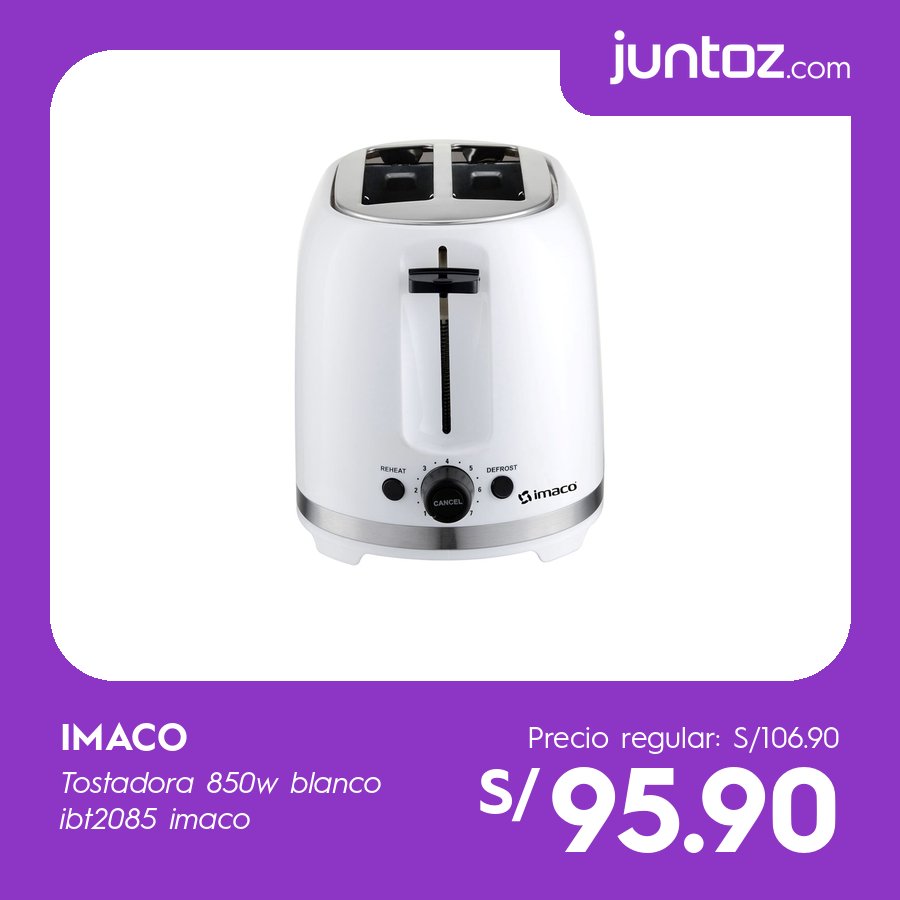 juntoz.com
REHEAT
DEFROST
1 2 3 4 5 6 7
CANCEL
imaco
IMACO
Tostadora 850w blanco
ibt2085 imaco
Precio regular: S/106.90
S/95.90